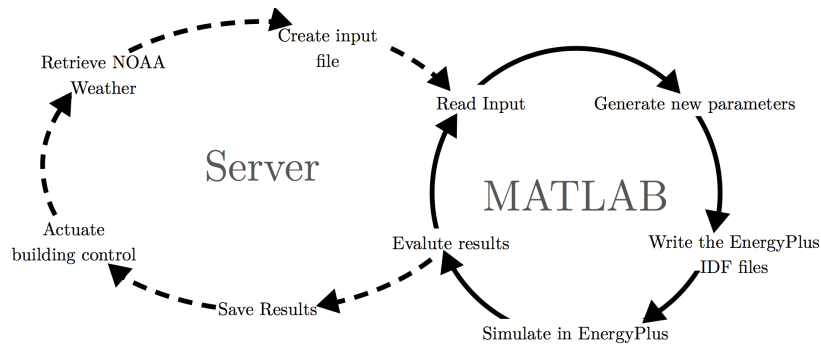 Create input
file
Retrieve NOAA
Weather
Read Input
Generate new parameters
Server
MATLAB
Actuate
building control
Evalute results
Write the EnergyPlus
IDF files
Save Results
Simulate in EnergyPlus